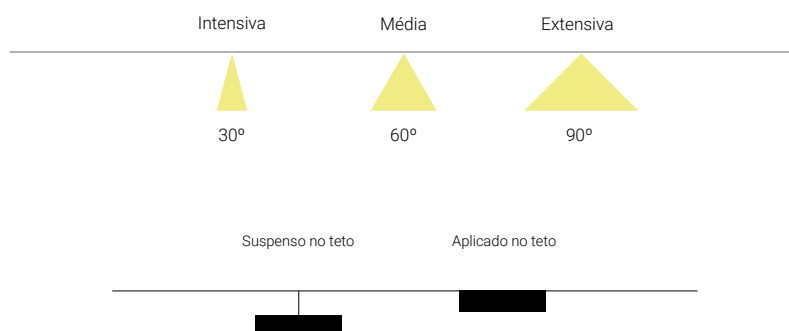 Intensiva Média Extensiva
30º 60º 90º
Suspenso no teto Aplicado no teto